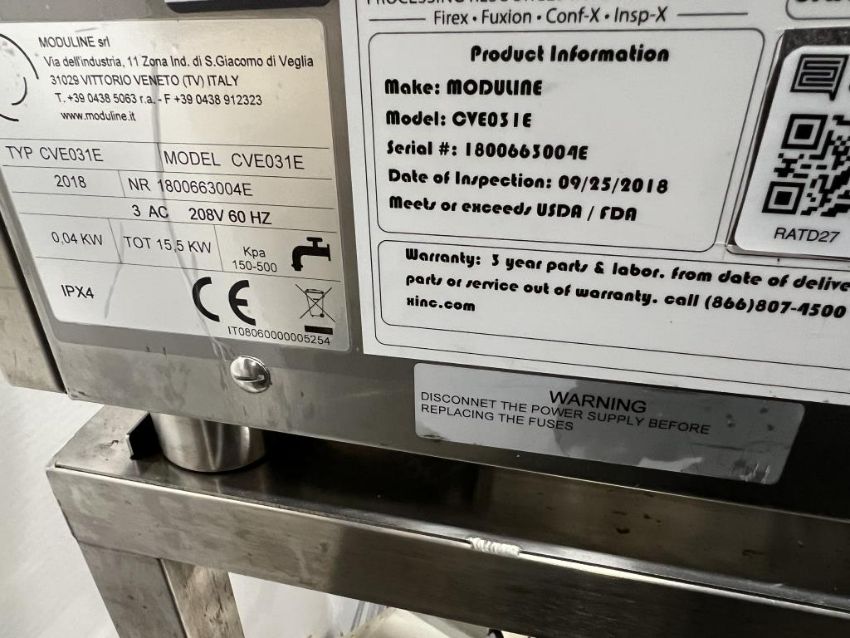 MODULINE srl
Via dell'industria, 11 Zona Ind. di S.Giacomo di Veglia
31029 VITTORIO VENETO (TV) ITALY
T. +39 0438 5063 r.a. - F +39 0438 912323
www.moduline.it
TYP CVE031E MODEL CVE031E
2018 NR 1800663004E
3 AC 208V 60 HZ
0,04 KW TOT 15,5 KW Kpa
150-500
IPX4 CE
IT08060000005254
Firex • Fuxion • Conf-X • Insp-X
Product Information
Make: MODULINE
Model: CVE031E
Serial #: 1800663004E
Date of Inspection: 09/25/2018
Meets or exceeds USDA / FDA
RATD27
Warranty: 3 year parts & labor. from date of delive
parts or service out of warranty. call (866)807-4500
xinc.com
WARNING
DISCONNET THE POWER SUPPLY BEFORE
REPLACING THE FUSES